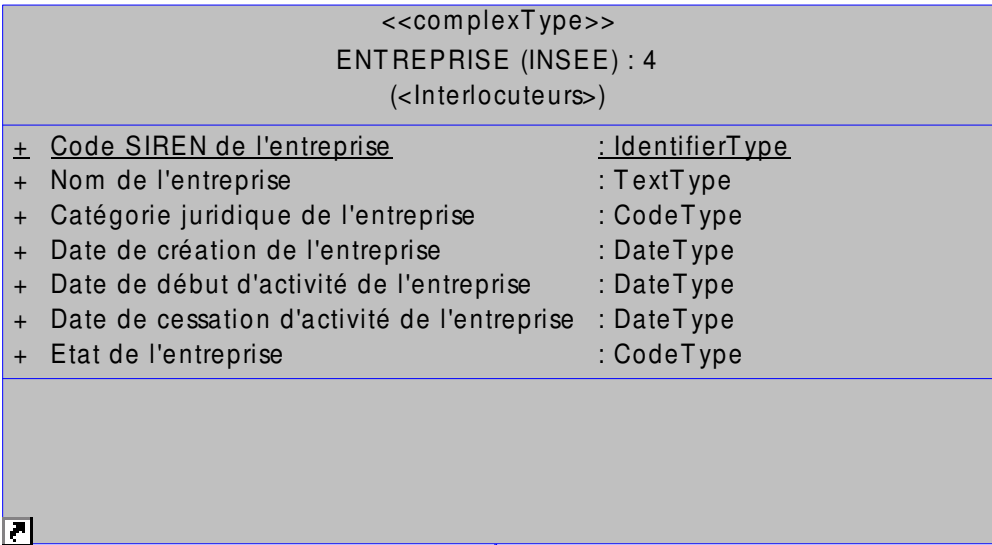 <<complexType>>
ENTREPRISE (INSEE) : 4
(<Interlocuteurs>)
+ Code SIREN de l'entreprise : IdentifierType
+ Nom de l'entreprise : TextType
+ Catégorie juridique de l'entreprise : CodeType
+ Date de création de l'entreprise : DateType
+ Date de début d'activité de l'entreprise : DateType
+ Date de cessation d'activité de l'entreprise : DateType
+ Etat de l'entreprise : CodeType